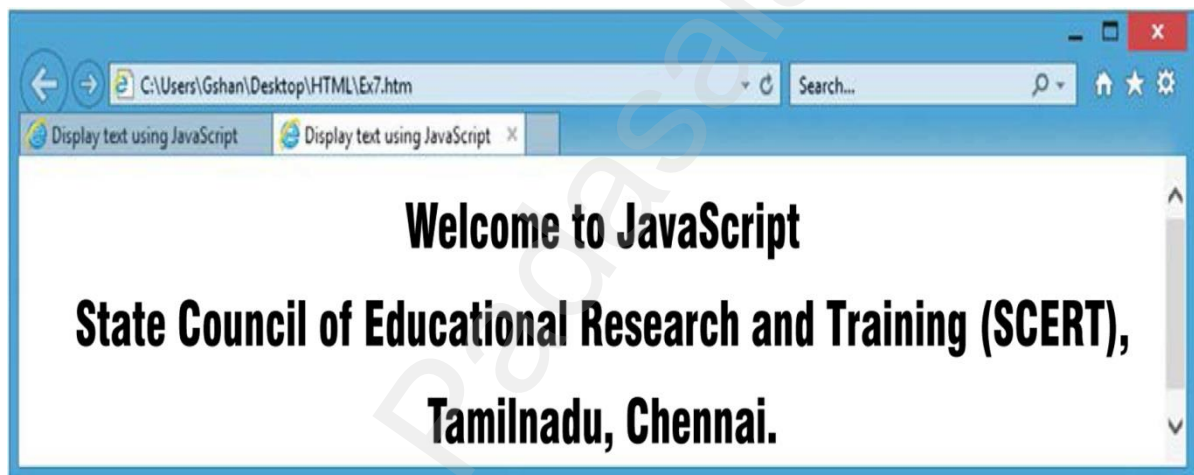 C:\Users\Gshan\Desktop\HTML\Ex7.htm Search...
Display text using JavaScript Display text using JavaScript
Welcome to JavaScript
State Council of Educational Research and Training (SCERT),
Tamilnadu, Chennai.